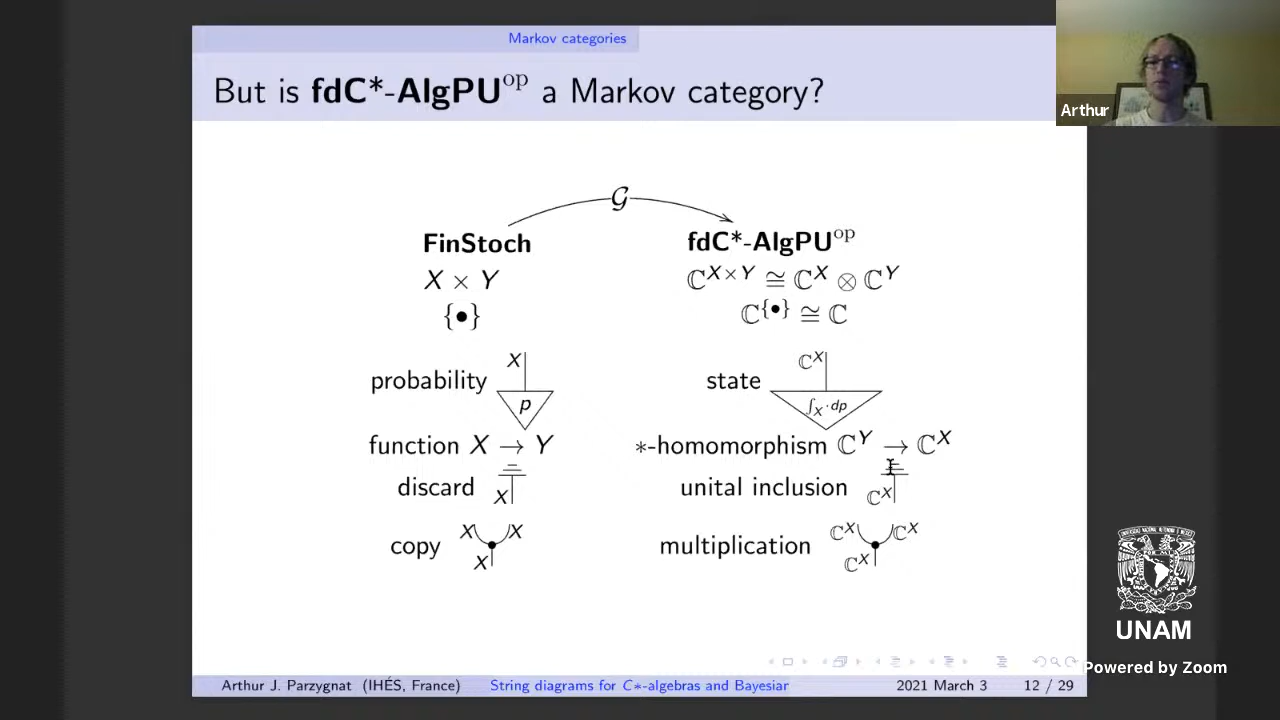 Markov categories
But is fdC*-AlgPU^op a Markov category?
Arthur
𝒢
FinStoch fdC*-AlgPU^op
X × Y ℂ^{X×Y} ≅ ℂ^X ⊗ ℂ^Y
{•} ℂ^{{•}} ≅ ℂ
probability X p state ℂ^X ∫_X · dp
function X → Y *-homomorphism ℂ^Y → ℂ^X
discard X unital inclusion ℂ^X
copy X X X multiplication ℂ^X ℂ^X ℂ^X
UNAM
Powered by Zoom
Arthur J. Parzygnat (IHÉS, France) String diagrams for C*-algebras and Bayesiar 2021 March 3 12 / 29